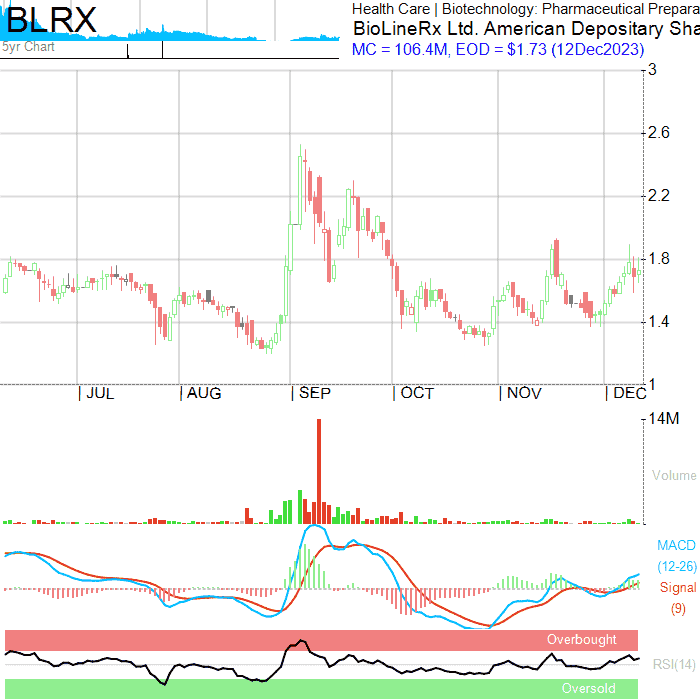 BLRX
5yr Chart
Health Care | Biotechnology: Pharmaceutical Prepara
BioLineRx Ltd. American Depositary Sha
MC = 106.4M, EOD = $1.73 (12Dec2023)
3
2.6
2.2
1.8
1.4
1
| JUL | AUG | SEP | OCT | NOV | DEC
14M
Volume
MACD
(12-26)
Signal
(9)
Overbought
RSI(14)
Oversold